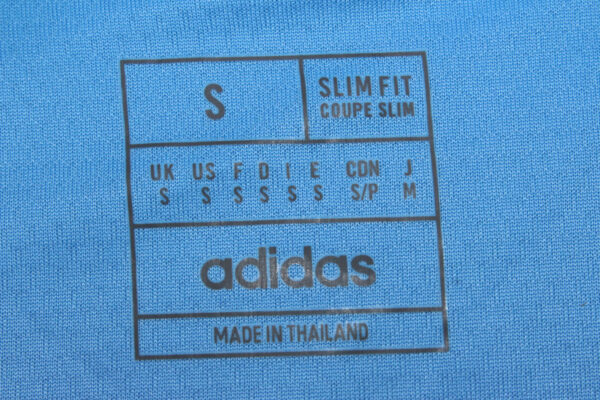 S
SLIM FIT
COUPE SLIM
UK US F D I E CDN J
S S S S S S S/P M
adidas
MADE IN THAILAND